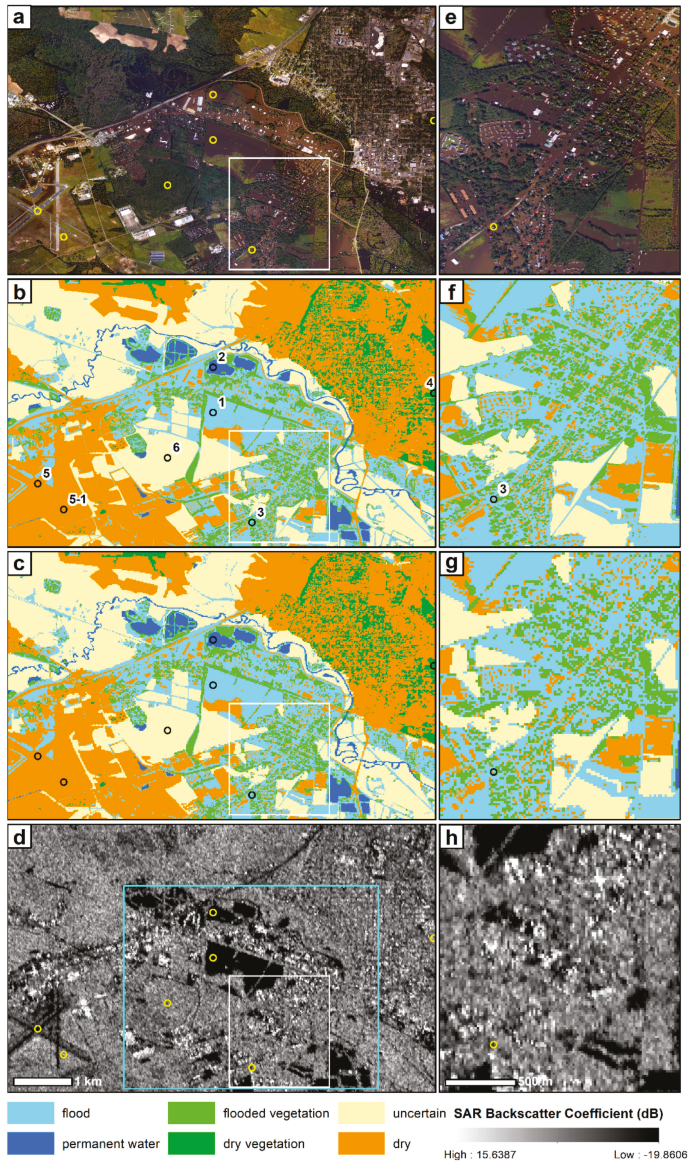 a
e
b
f
2
1
4
6
5
5-1
3
3
c
g
d
h
1 km
500 m
flood
flooded vegetation
uncertain
SAR Backscatter Coefficient (dB)
permanent water
dry vegetation
dry
High : 15.6387
Low : -19.8606